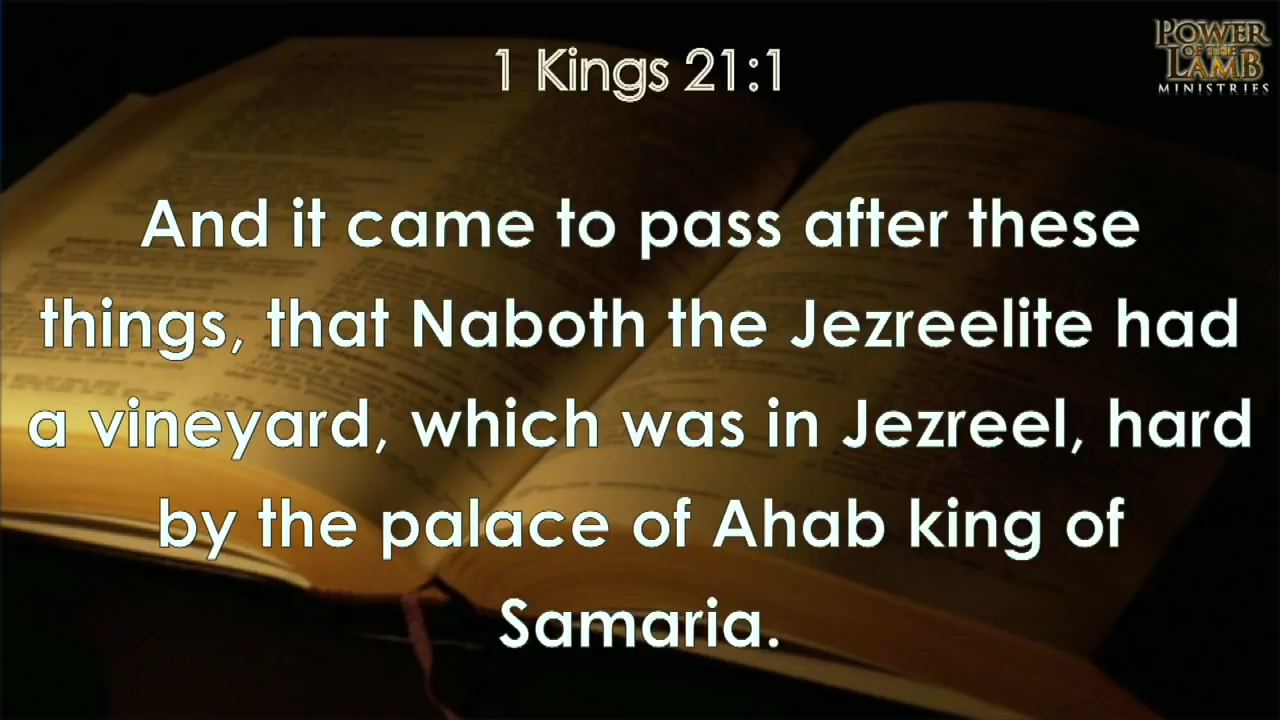 1 Kings 21:1
POWER
OF THE
LAMB
MINISTRIES
And it came to pass after these
things, that Naboth the Jezreelite had
a vineyard, which was in Jezreel, hard
by the palace of Ahab king of
Samaria.